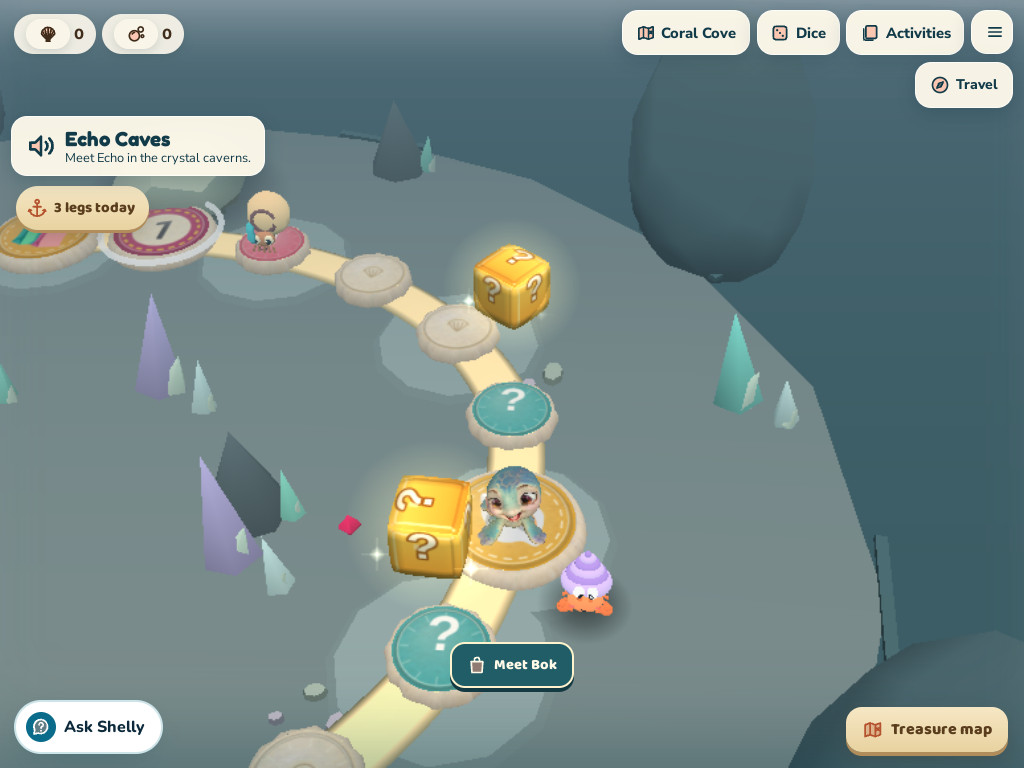 0
0
Coral Cove
Dice
Activities
Travel
Echo Caves
Meet Echo in the crystal caverns.
3 legs today
1
?
? ?
?
?
?
?
Meet Bok
Ask Shelly
Treasure map